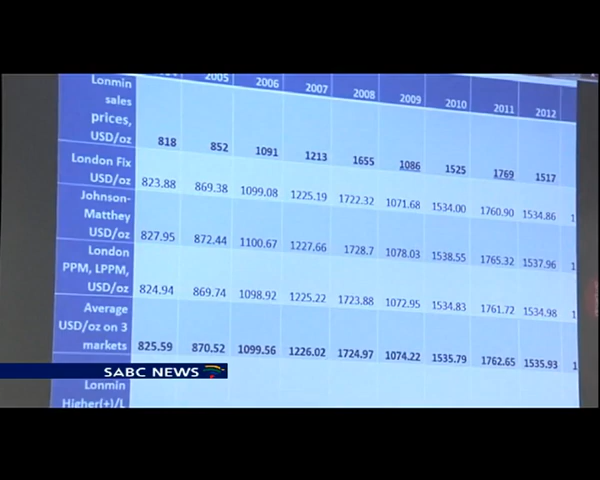 2005 2006 2007 2008 2009 2010 2011 2012
Lonmin
sales
prices,
USD/oz 818 852 1091 1213 1655 1086 1525 1769 1517
London Fix
USD/oz 823.88 869.38 1099.08 1225.19 1722.32 1071.68 1534.00 1760.90 1534.86 1
Johnson-
Matthey
USD/oz 827.95 872.44 1100.67 1227.66 1728.7 1078.03 1538.55 1765.32 1537.96 1
London
PPM, LPPM,
USD/oz 824.94 869.74 1098.92 1225.22 1723.88 1072.95 1534.83 1761.72 1534.98 1
Average
USD/oz on 3
markets 825.59 870.52 1099.56 1226.02 1724.97 1074.22 1535.79 1762.65 1535.93 1
SABC NEWS
Lonmin
Higher(+)/L